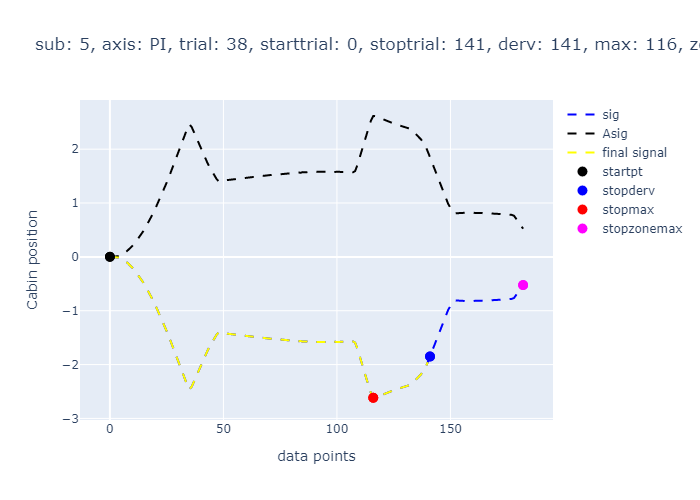 sub: 5, axis: PI, trial: 38, starttrial: 0, stoptrial: 141, derv: 141, max: 116,
sig
Asig
final signal
startpt
stopderv
stopmax
stopzonemax
2
1
0
−1
−2
−3
Cabin position
0
50
100
150
data points